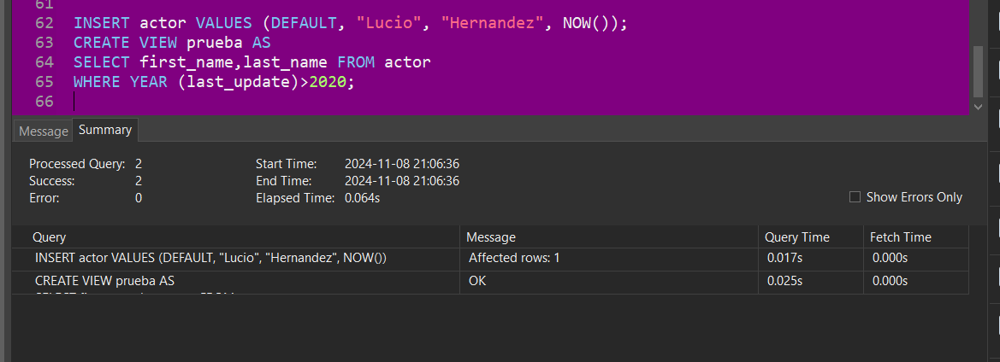 61
62 INSERT actor VALUES (DEFAULT, "Lucio", "Hernandez", NOW());
63 CREATE VIEW prueba AS
64 SELECT first_name,last_name FROM actor
65 WHERE YEAR (last_update)>2020;
66
Message Summary
Processed Query: 2 Start Time: 2024-11-08 21:06:36
Success: 2 End Time: 2024-11-08 21:06:36
Error: 0 Elapsed Time: 0.064s Show Errors Only
Query Message Query Time Fetch Time
INSERT actor VALUES (DEFAULT, "Lucio", "Hernandez", NOW()) Affected rows: 1 0.017s 0.000s
CREATE VIEW prueba AS OK 0.025s 0.000s